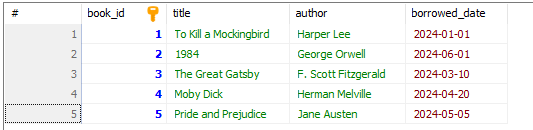 # book_id title author borrowed_date
1 1 To Kill a Mockingbird Harper Lee 2024-01-01
2 2 1984 George Orwell 2024-06-01
3 3 The Great Gatsby F. Scott Fitzgerald 2024-03-10
4 4 Moby Dick Herman Melville 2024-04-20
5 5 Pride and Prejudice Jane Austen 2024-05-05